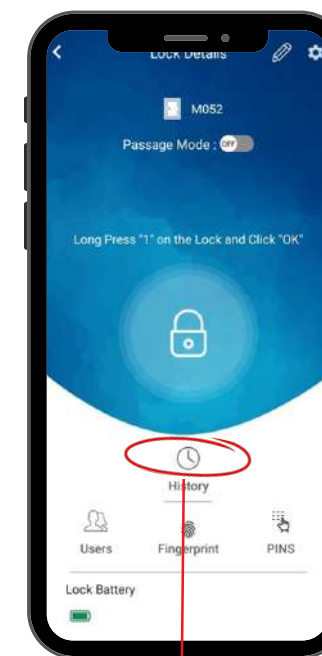 Lock Details
M052
Passage Mode : OFF
Long Press "1" on the Lock and Click "OK"
History
Users Fingerprint PINS
Lock Battery